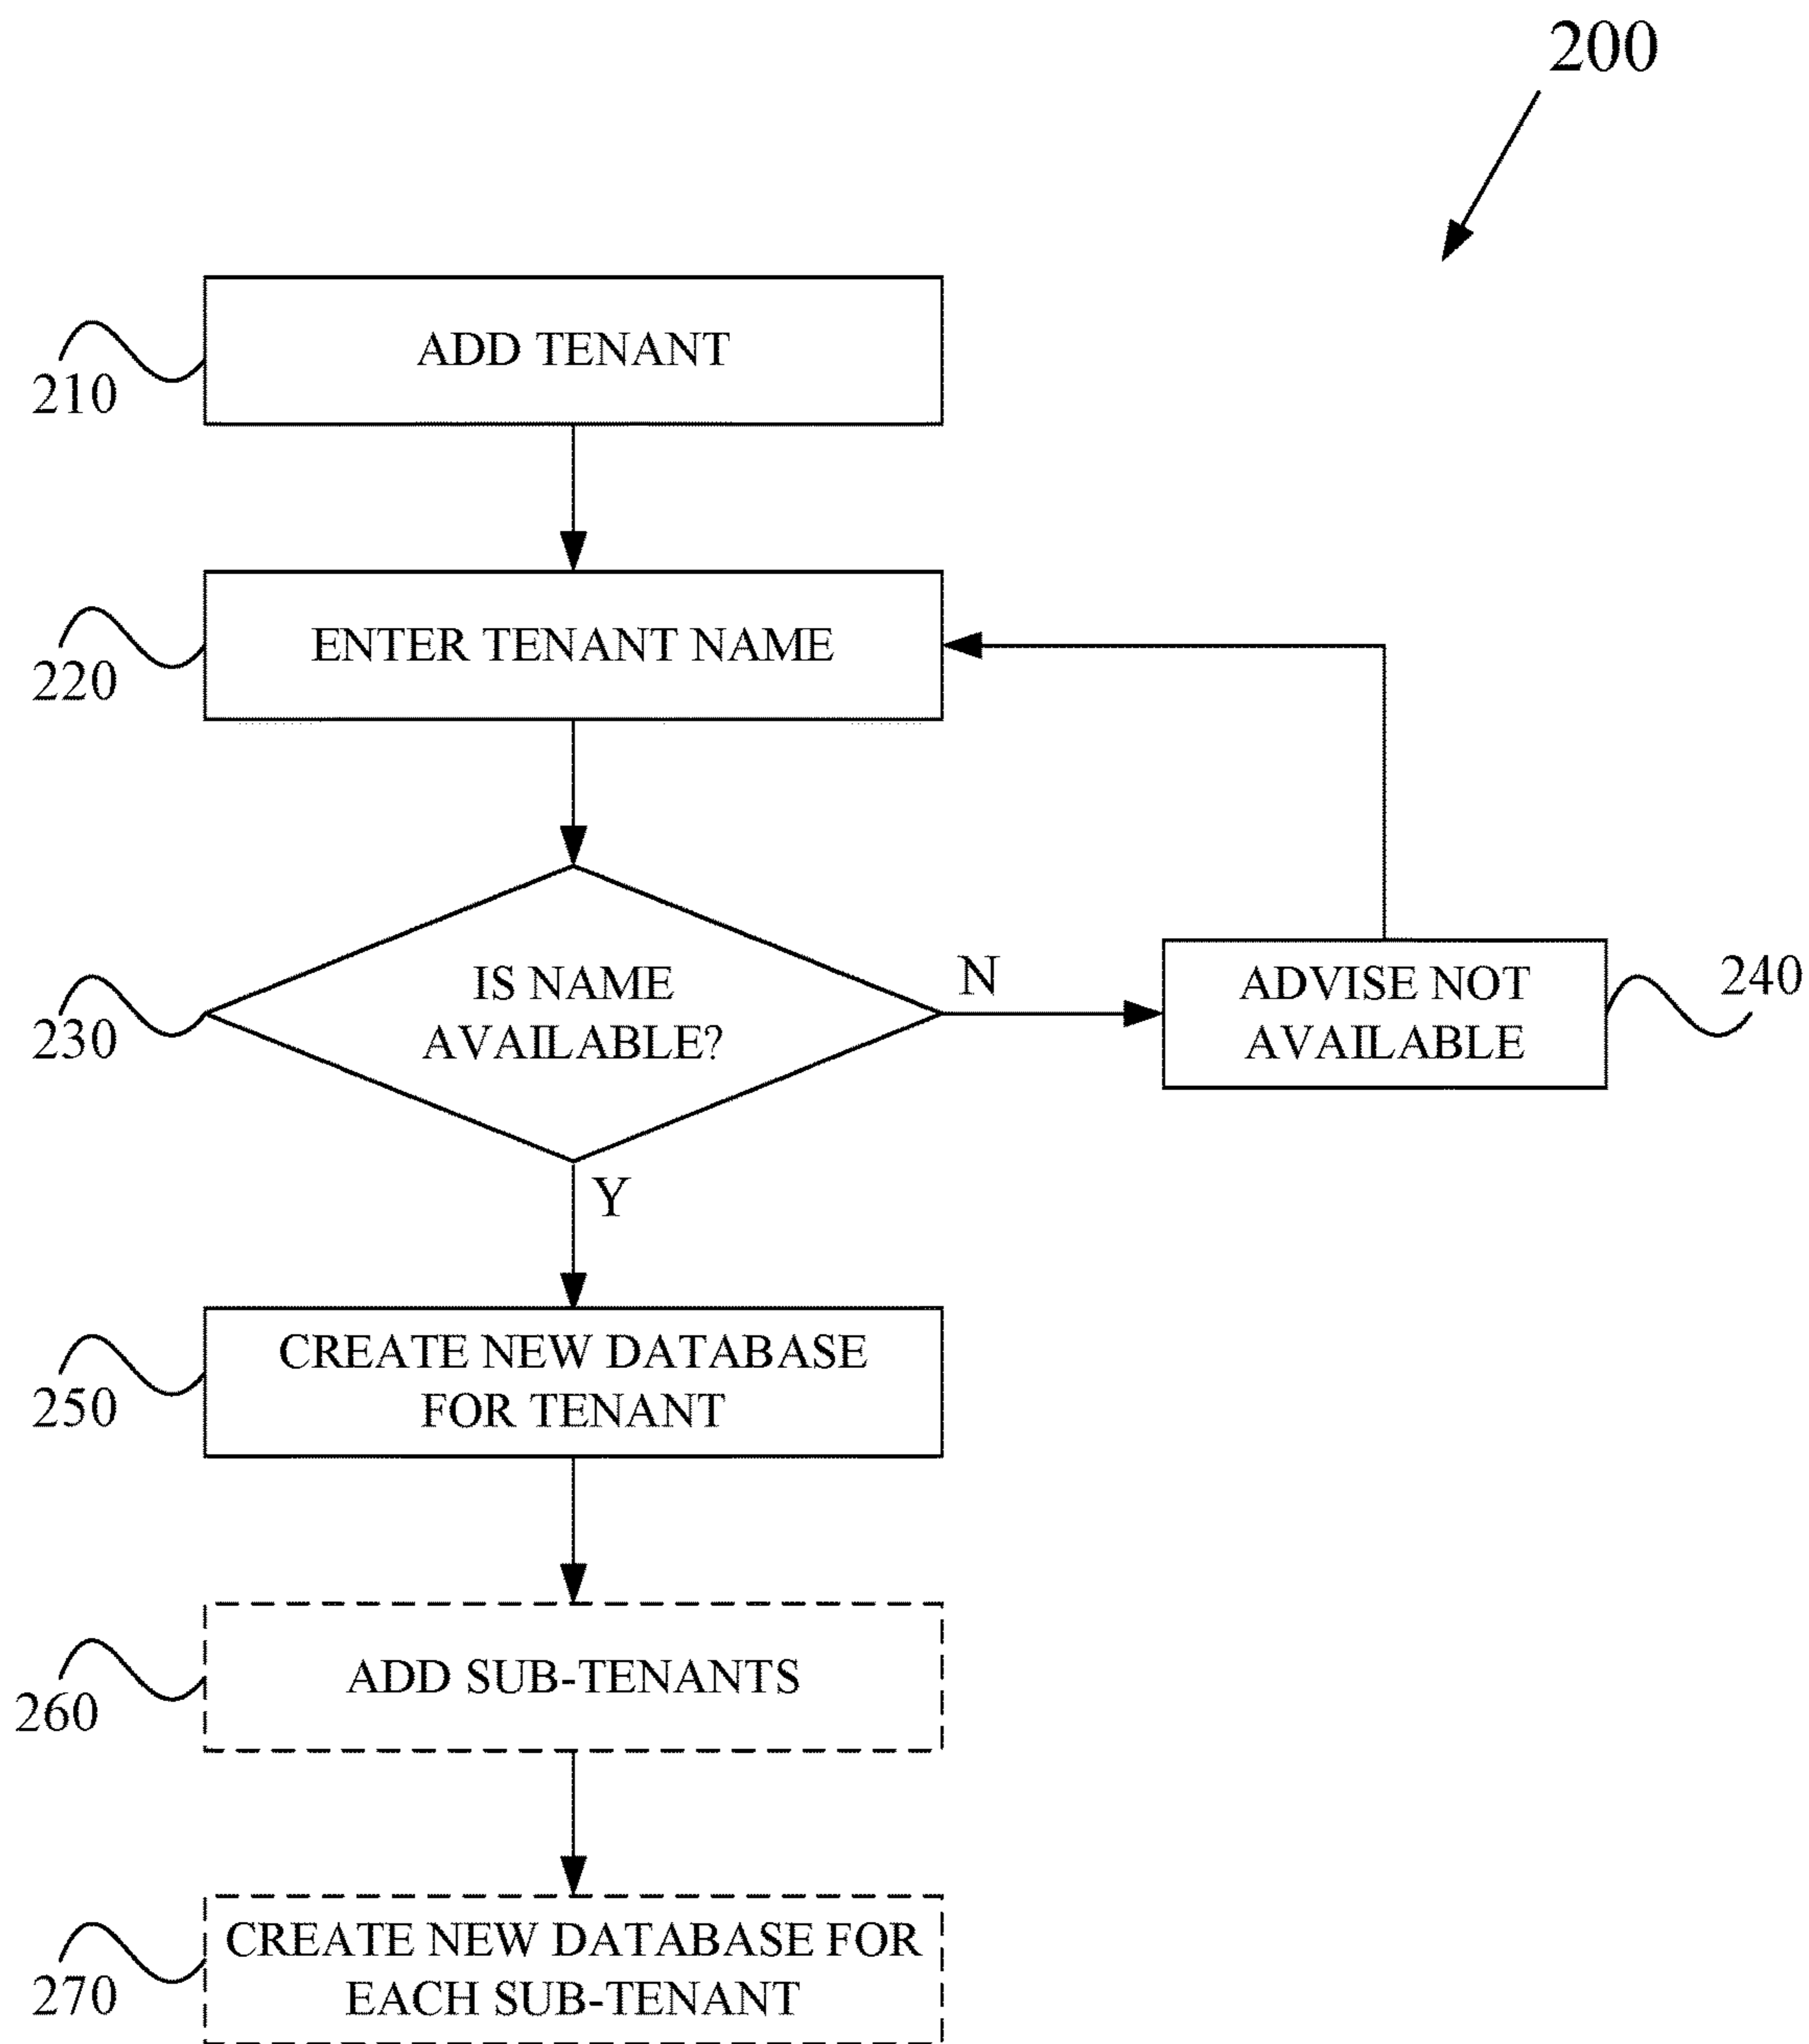 200
ADD TENANT
210
ENTER TENANT NAME
220
IS NAME
AVAILABLE?
230
N
ADVISE NOT
AVAILABLE
240
Y
CREATE NEW DATABASE
FOR TENANT
250
ADD SUB-TENANTS
260
CREATE NEW DATABASE FOR
EACH SUB-TENANT
270